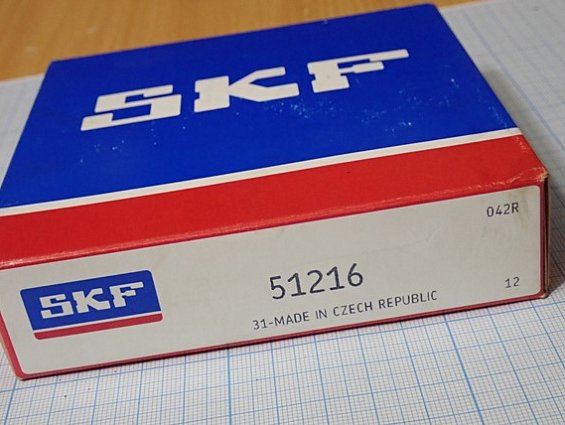 SKF
042R
SKF
51216
31-MADE IN CZECH REPUBLIC
12